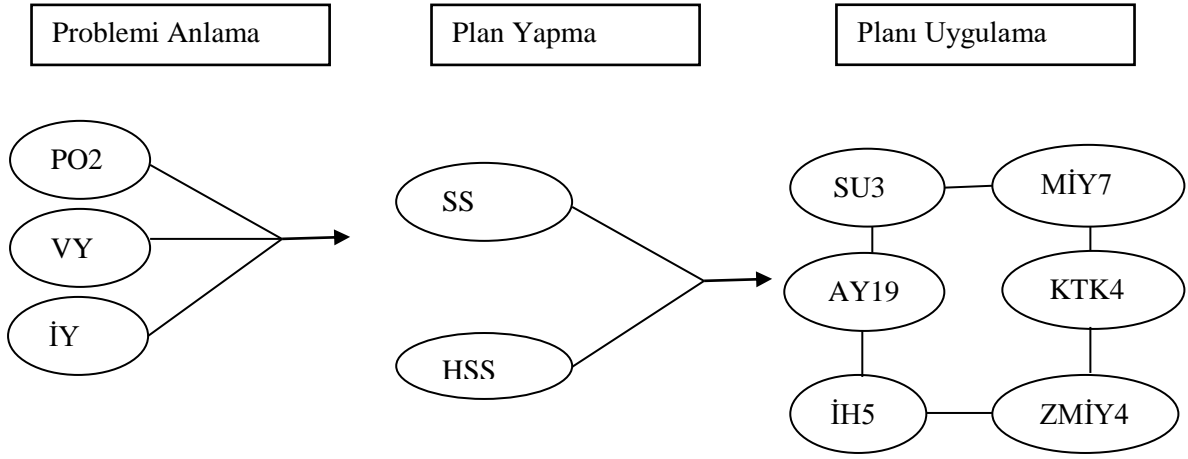 Problemi Anlama
Plan Yapma
Planı Uygulama
PO2
VY
İY
SS
HSS
SU3
MİY7
AY19
KTK4
İH5
ZMİY4